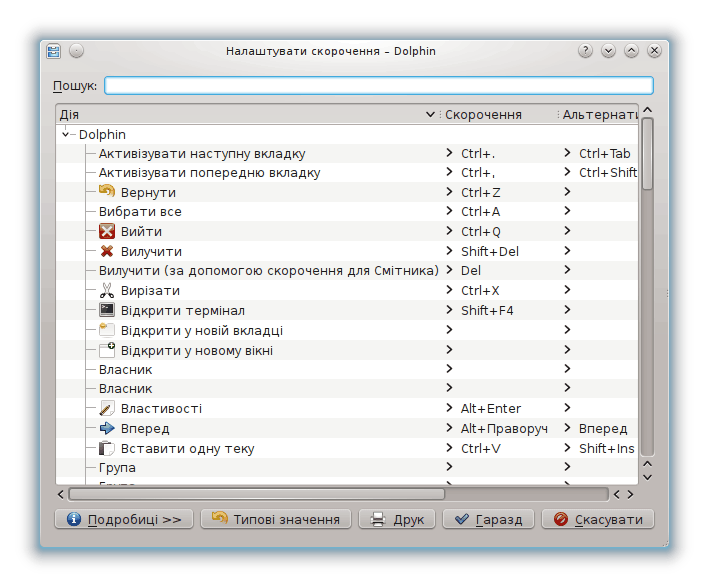 Налаштувати скорочення – Dolphin
Пошук:
Дія Скорочення Альтернати
Dolphin
Активізувати наступну вкладку Ctrl+. Ctrl+Tab
Активізувати попередню вкладку Ctrl+, Ctrl+Shift
Вернути Ctrl+Z
Вибрати все Ctrl+A
Вийти Ctrl+Q
Вилучити Shift+Del
Вилучити (за допомогою скорочення для Смітника) Del
Вирізати Ctrl+X
Відкрити термінал Shift+F4
Відкрити у новій вкладці
Відкрити у новому вікні
Власник
Власник
Властивості Alt+Enter
Вперед Alt+Праворуч Вперед
Вставити одну теку Ctrl+V Shift+Ins
Група
Подробиці >> Типові значення Друк Гаразд Скасувати